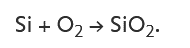 Si + O₂ → SiO₂.